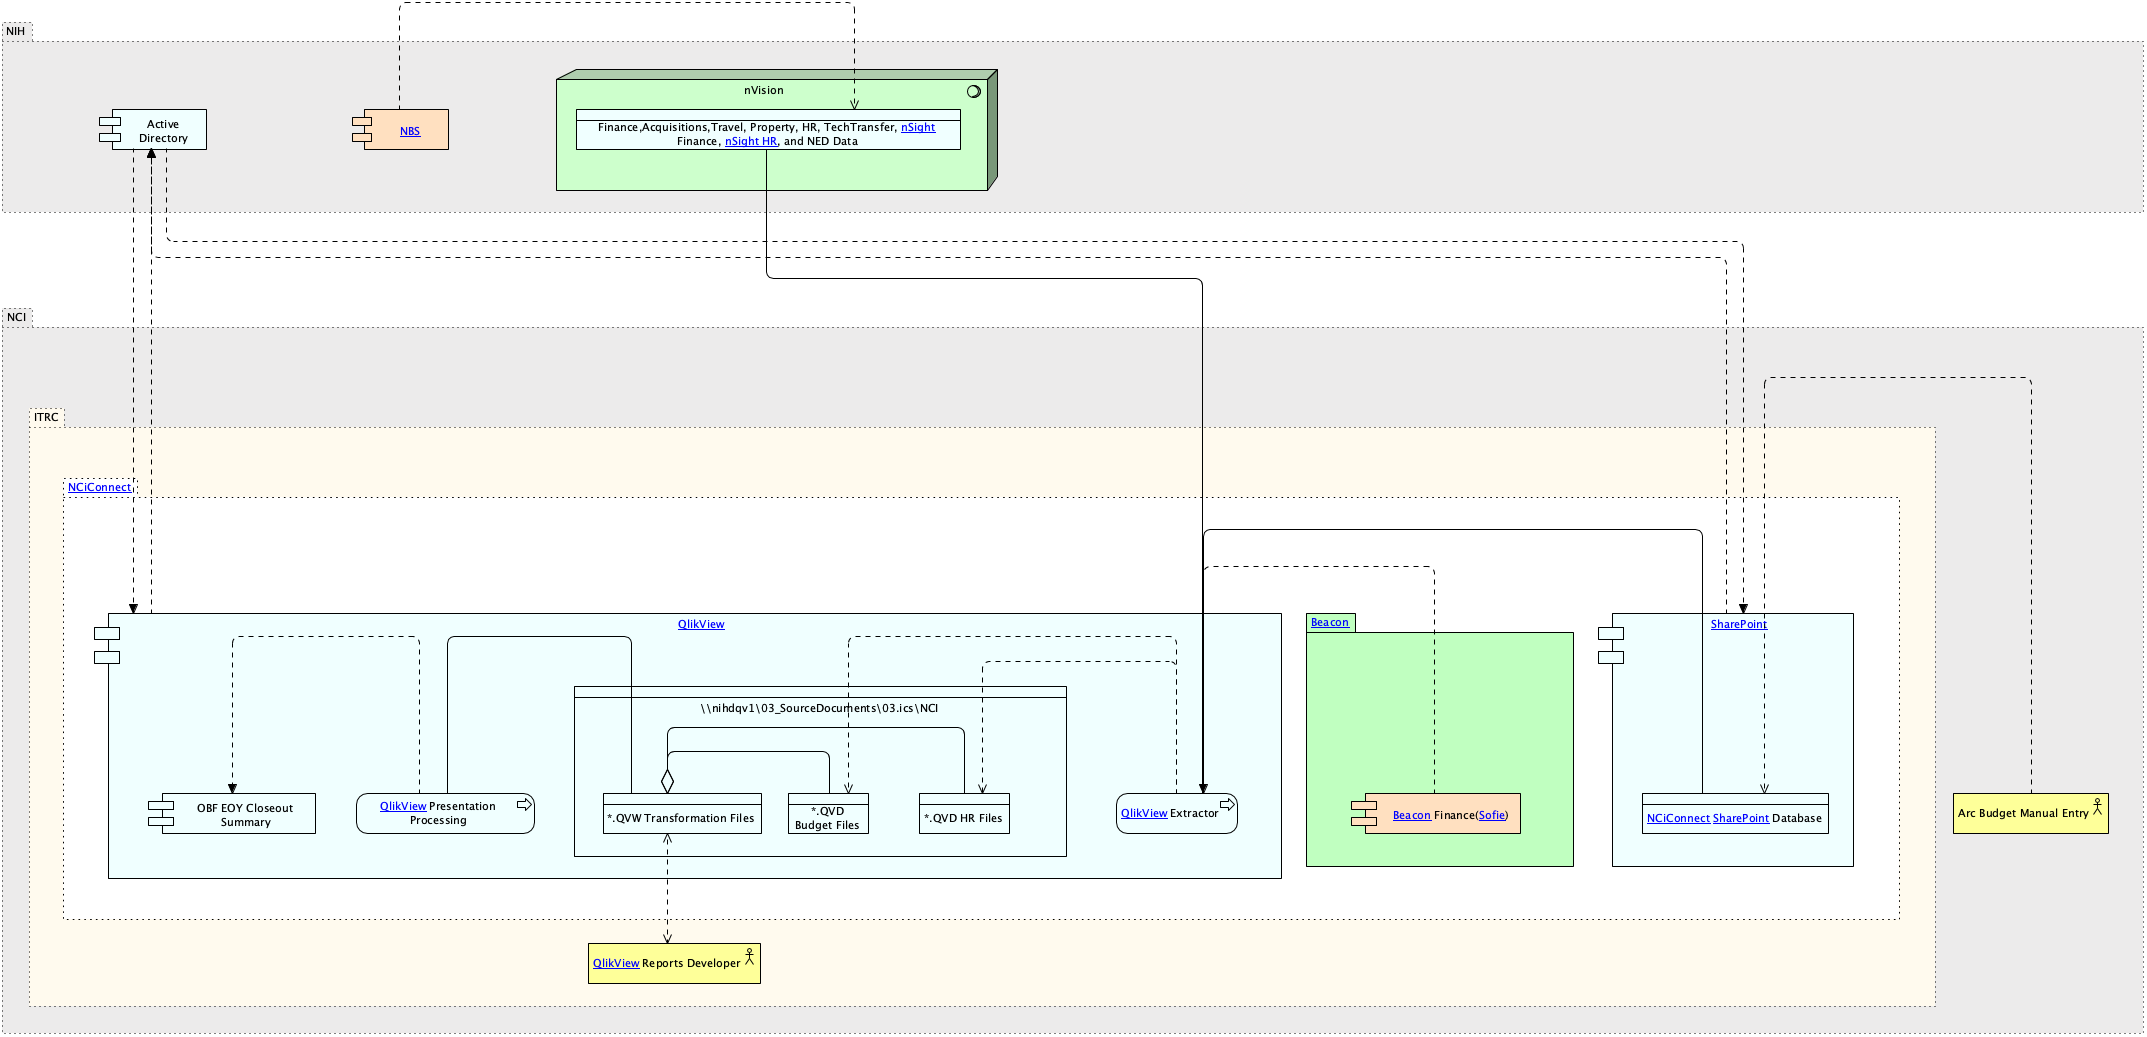 NIH
nVision
Active
Directory
NBS
Finance,Acquisitions,Travel, Property, HR, TechTransfer, nSight
Finance, nSight HR, and NED Data
NCI
ITRC
NCiConnect
QlikView
Beacon
SharePoint
\\nihdqv1\03_SourceDocuments\03.ics\NCI
OBF EOY Closeout
Summary
QlikView Presentation
Processing
*.QVW Transformation Files
*.QVD
Budget Files
*.QVD HR Files
QlikView Extractor
Beacon Finance(Sofie)
NCiConnect SharePoint Database
Arc Budget Manual Entry
QlikView Reports Developer